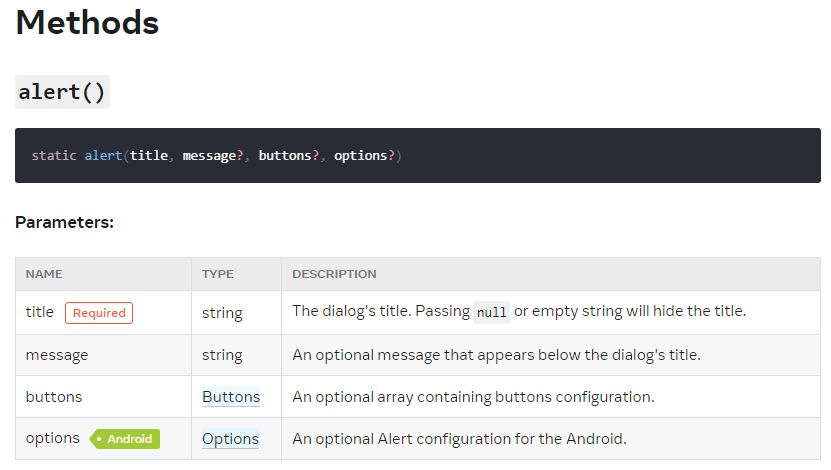 Methods
alert()
static alert(title, message?, buttons?, options?)
Parameters:
NAME TYPE DESCRIPTION
title Required string The dialog's title. Passing null or empty string will hide the title.
message string An optional message that appears below the dialog's title.
buttons Buttons An optional array containing buttons configuration.
options Android Options An optional Alert configuration for the Android.